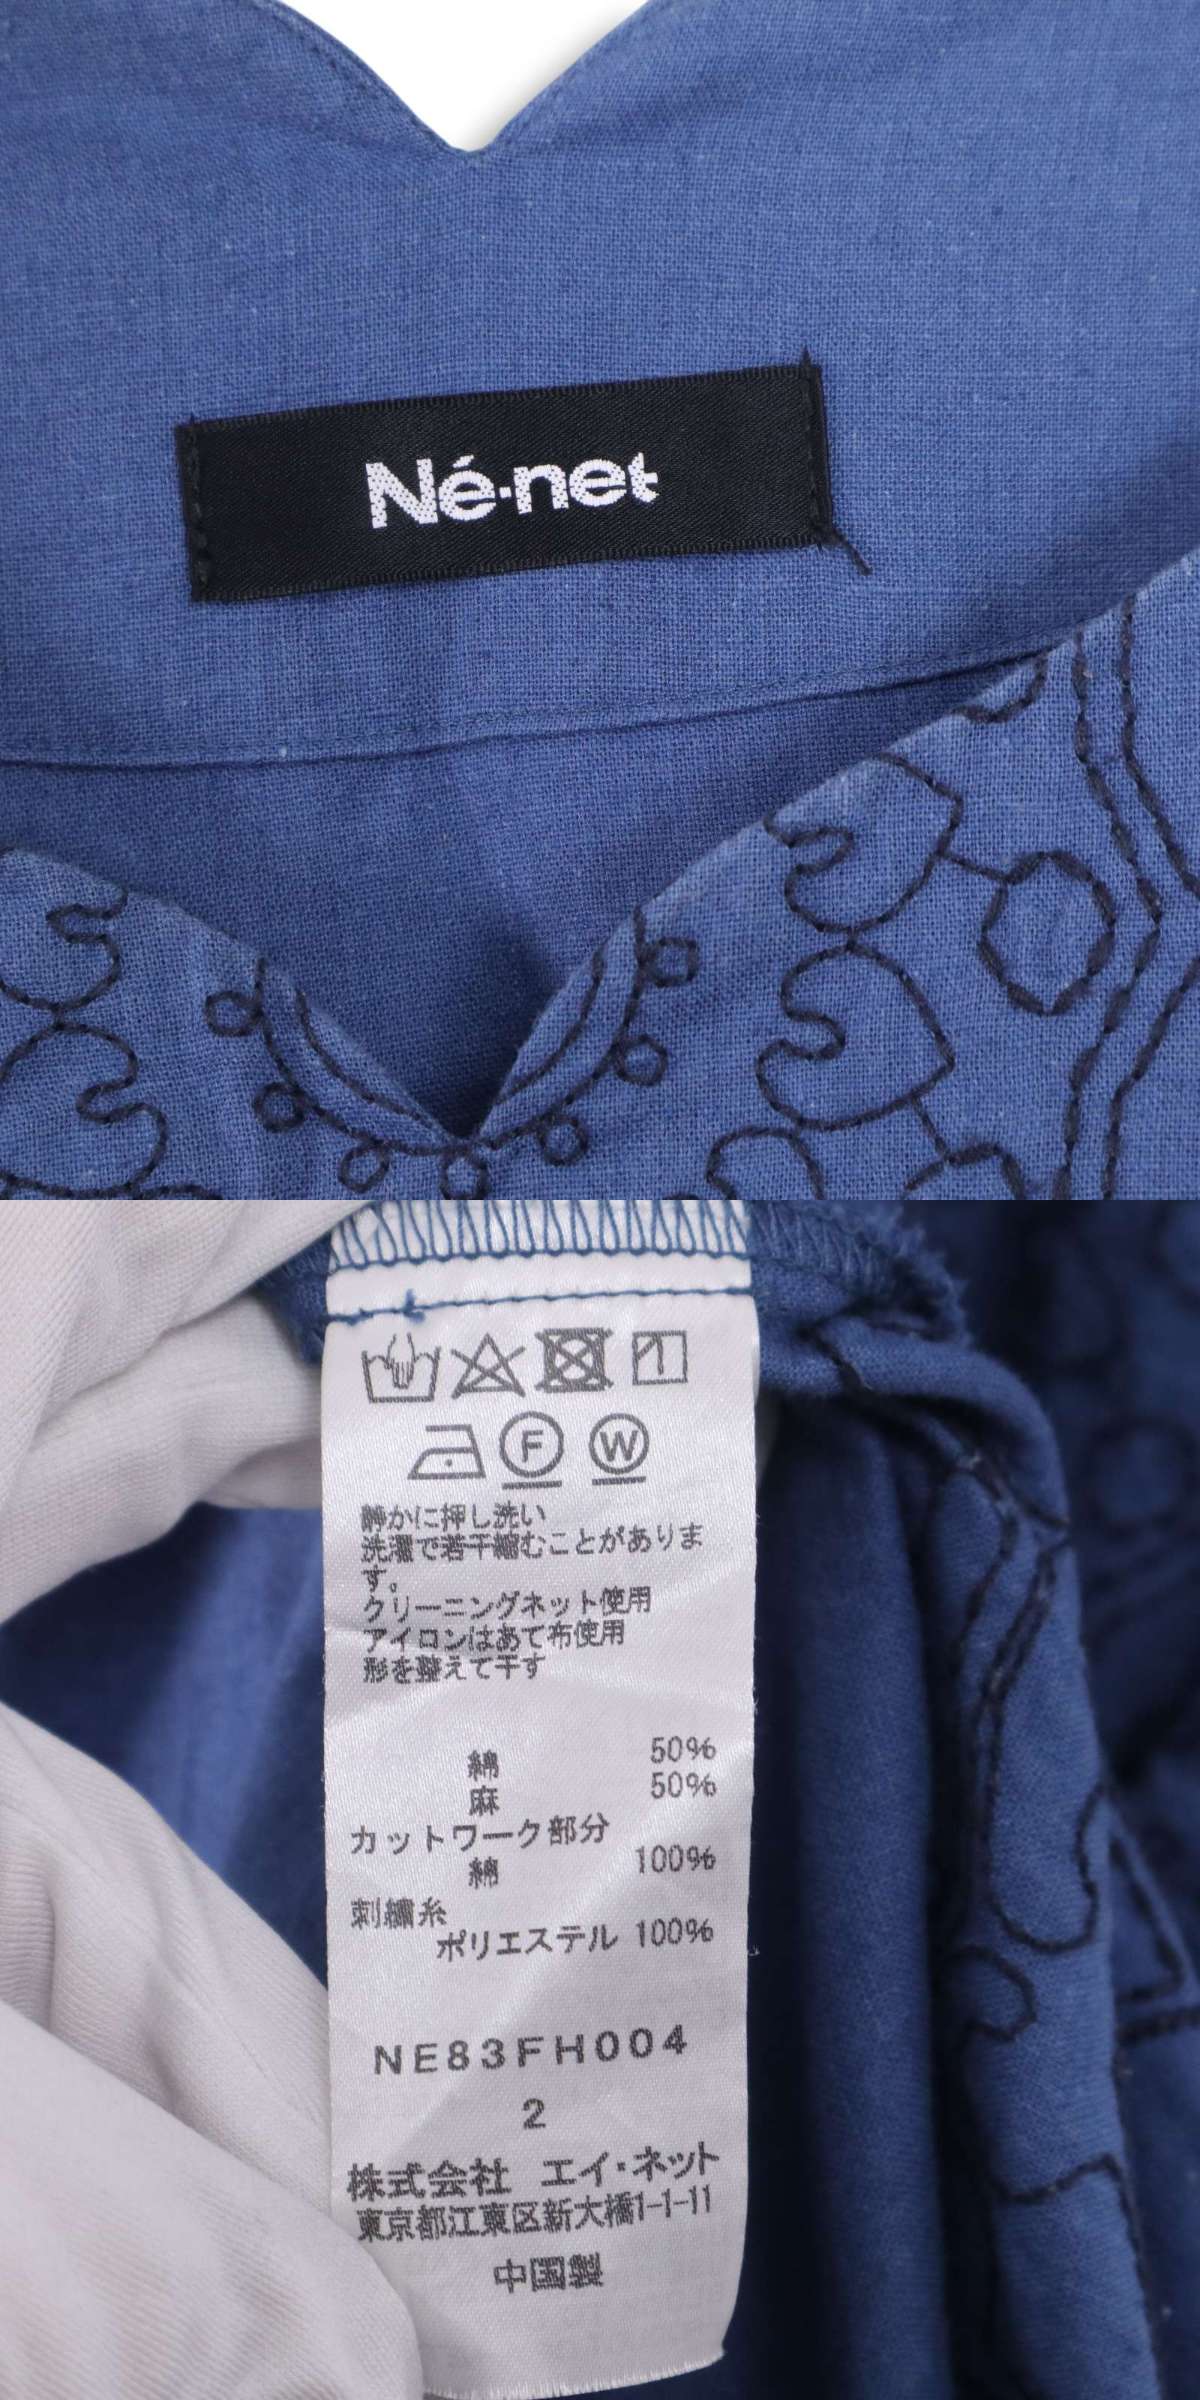 Né-net
F W
静かに押し洗い
洗濯で若干縮むことがありま
す。
クリーニングネット使用
アイロンはあて布使用
形を整えて干す
綿 50%
麻 50%
カットワーク部分
綿 100%
刺繍糸
ポリエステル 100%
NE83FH004
2
株式会社 エイ・ネット
東京都江東区新大橋1-1-11
中国製